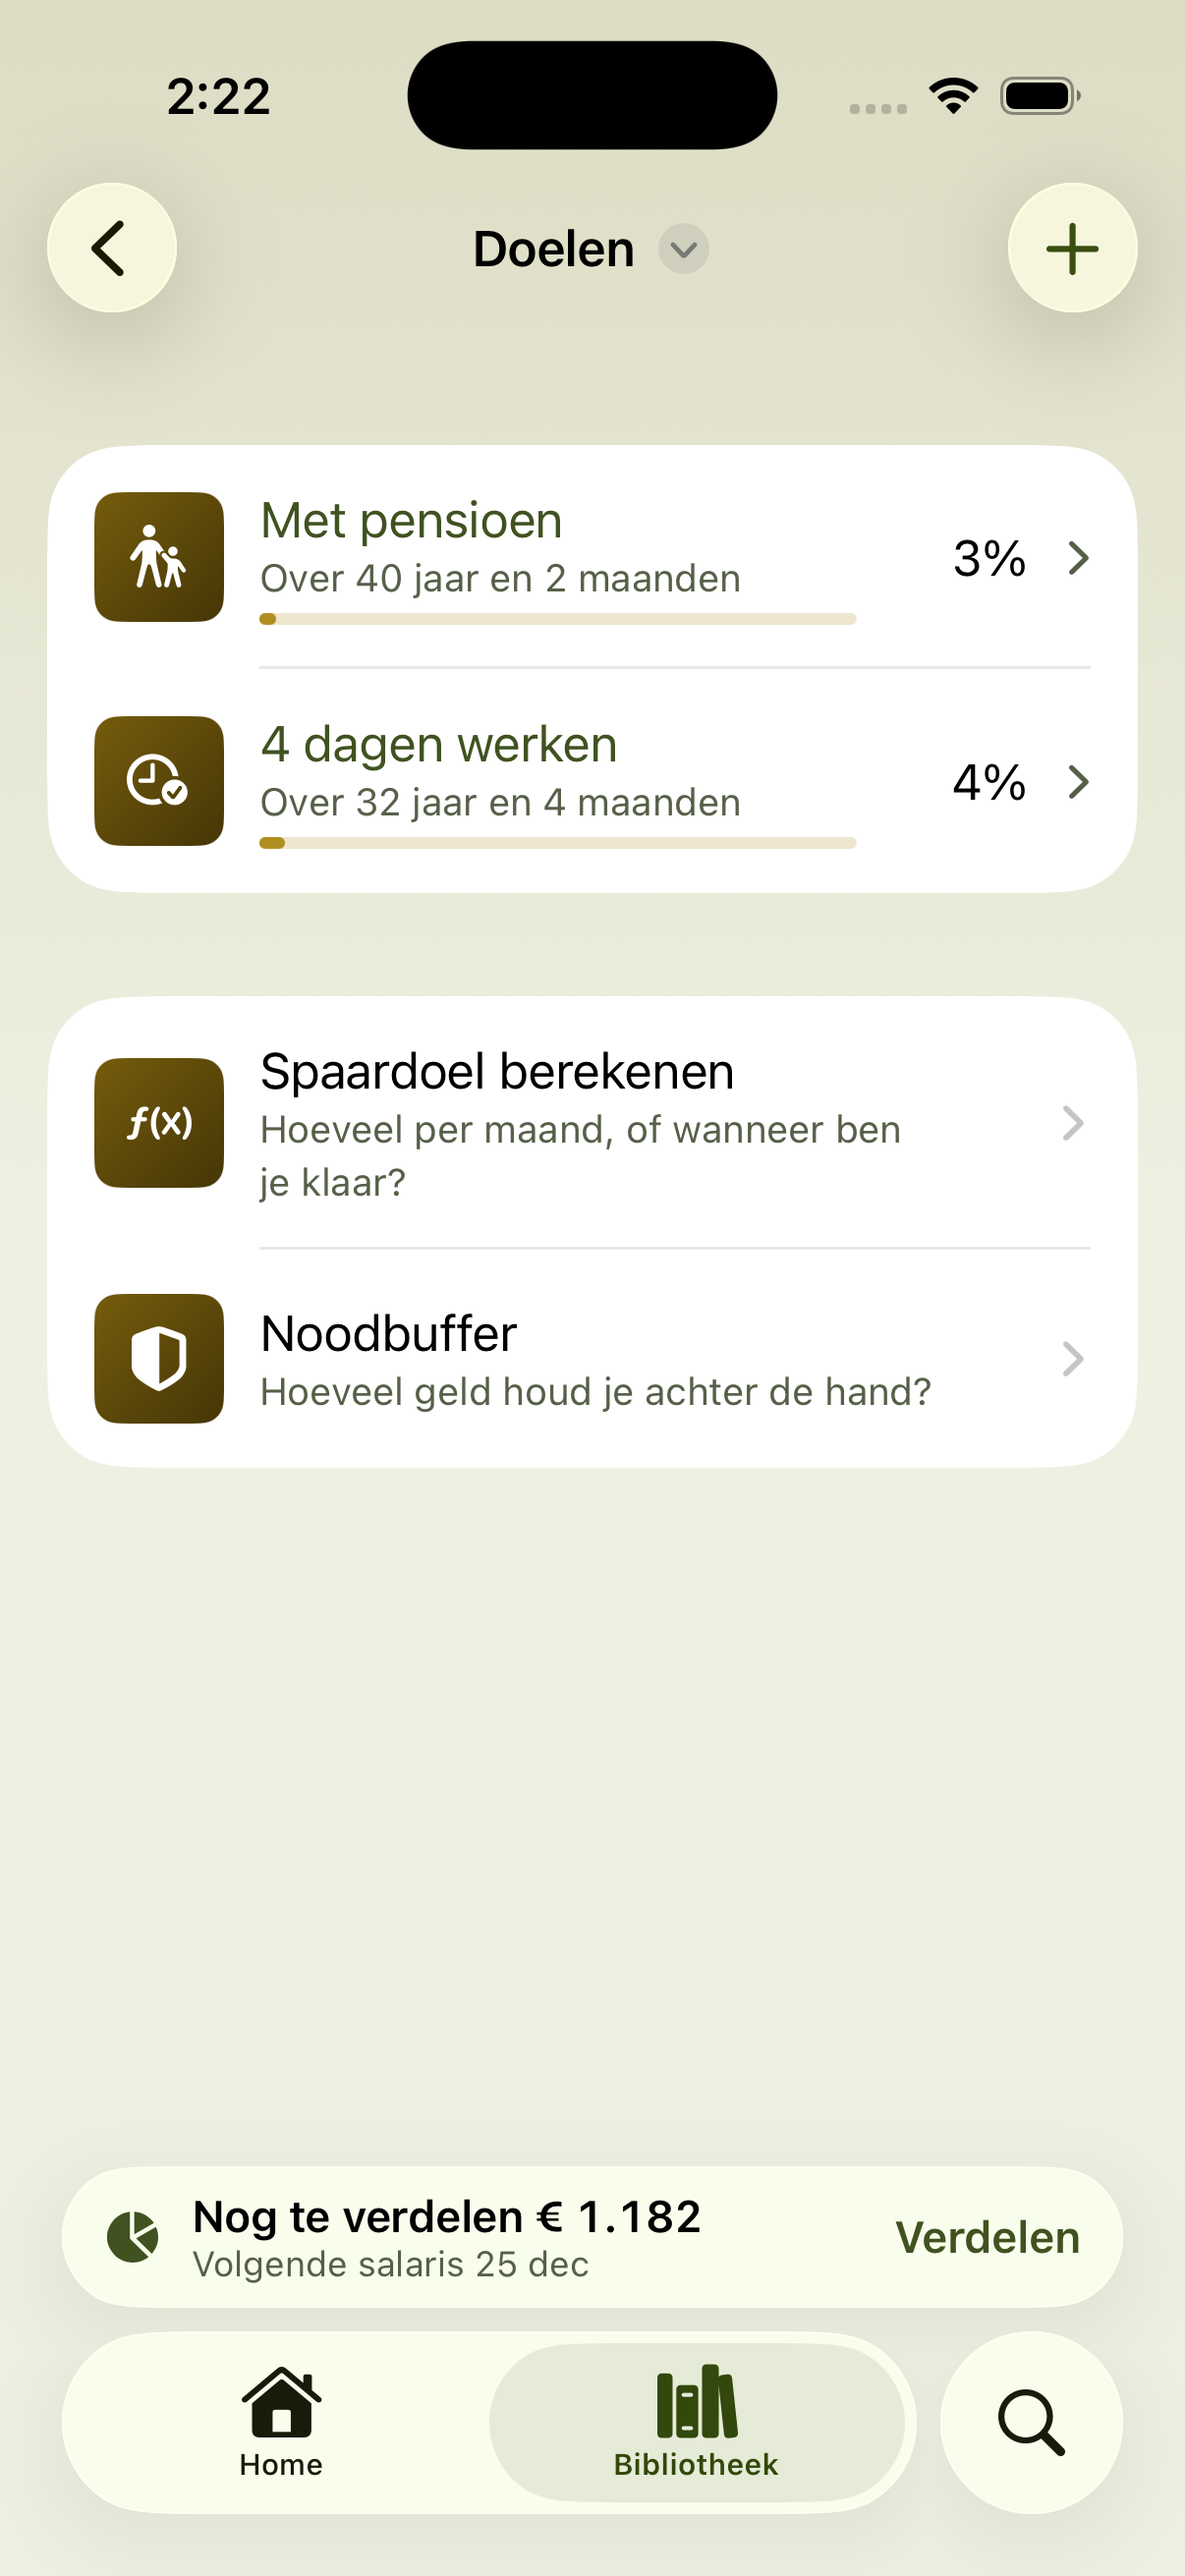 2:22
Doelen
Met pensioen
Over 40 jaar en 2 maanden
3%
4 dagen werken
Over 32 jaar en 4 maanden
4%
f(x)
Spaardoel berekenen
Hoeveel per maand, of wanneer ben
je klaar?
Noodbuffer
Hoeveel geld houd je achter de hand?
Nog te verdelen € 1.182
Volgende salaris 25 dec
Verdelen
Home
Bibliotheek